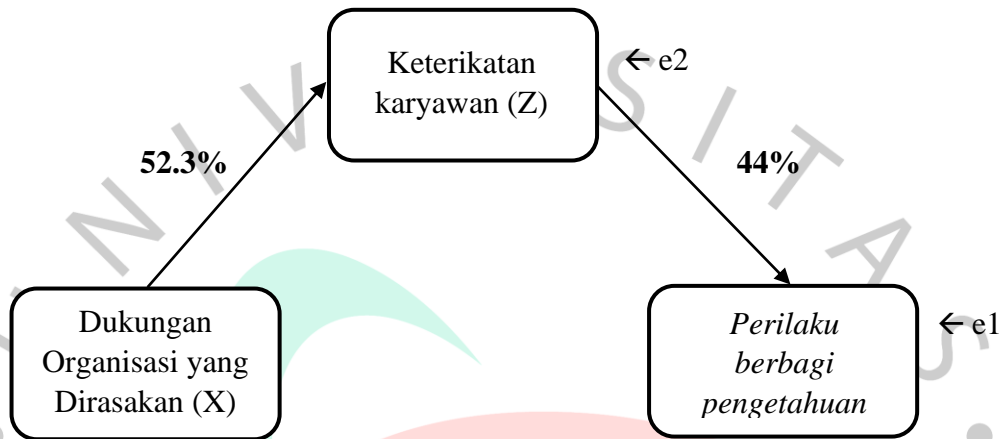 Keterikatan
karyawan (Z)
← e2
52.3%
44%
Dukungan
Organisasi yang
Dirasakan (X)
Perilaku
berbagi
pengetahuan
← e1
N I V S I T A S